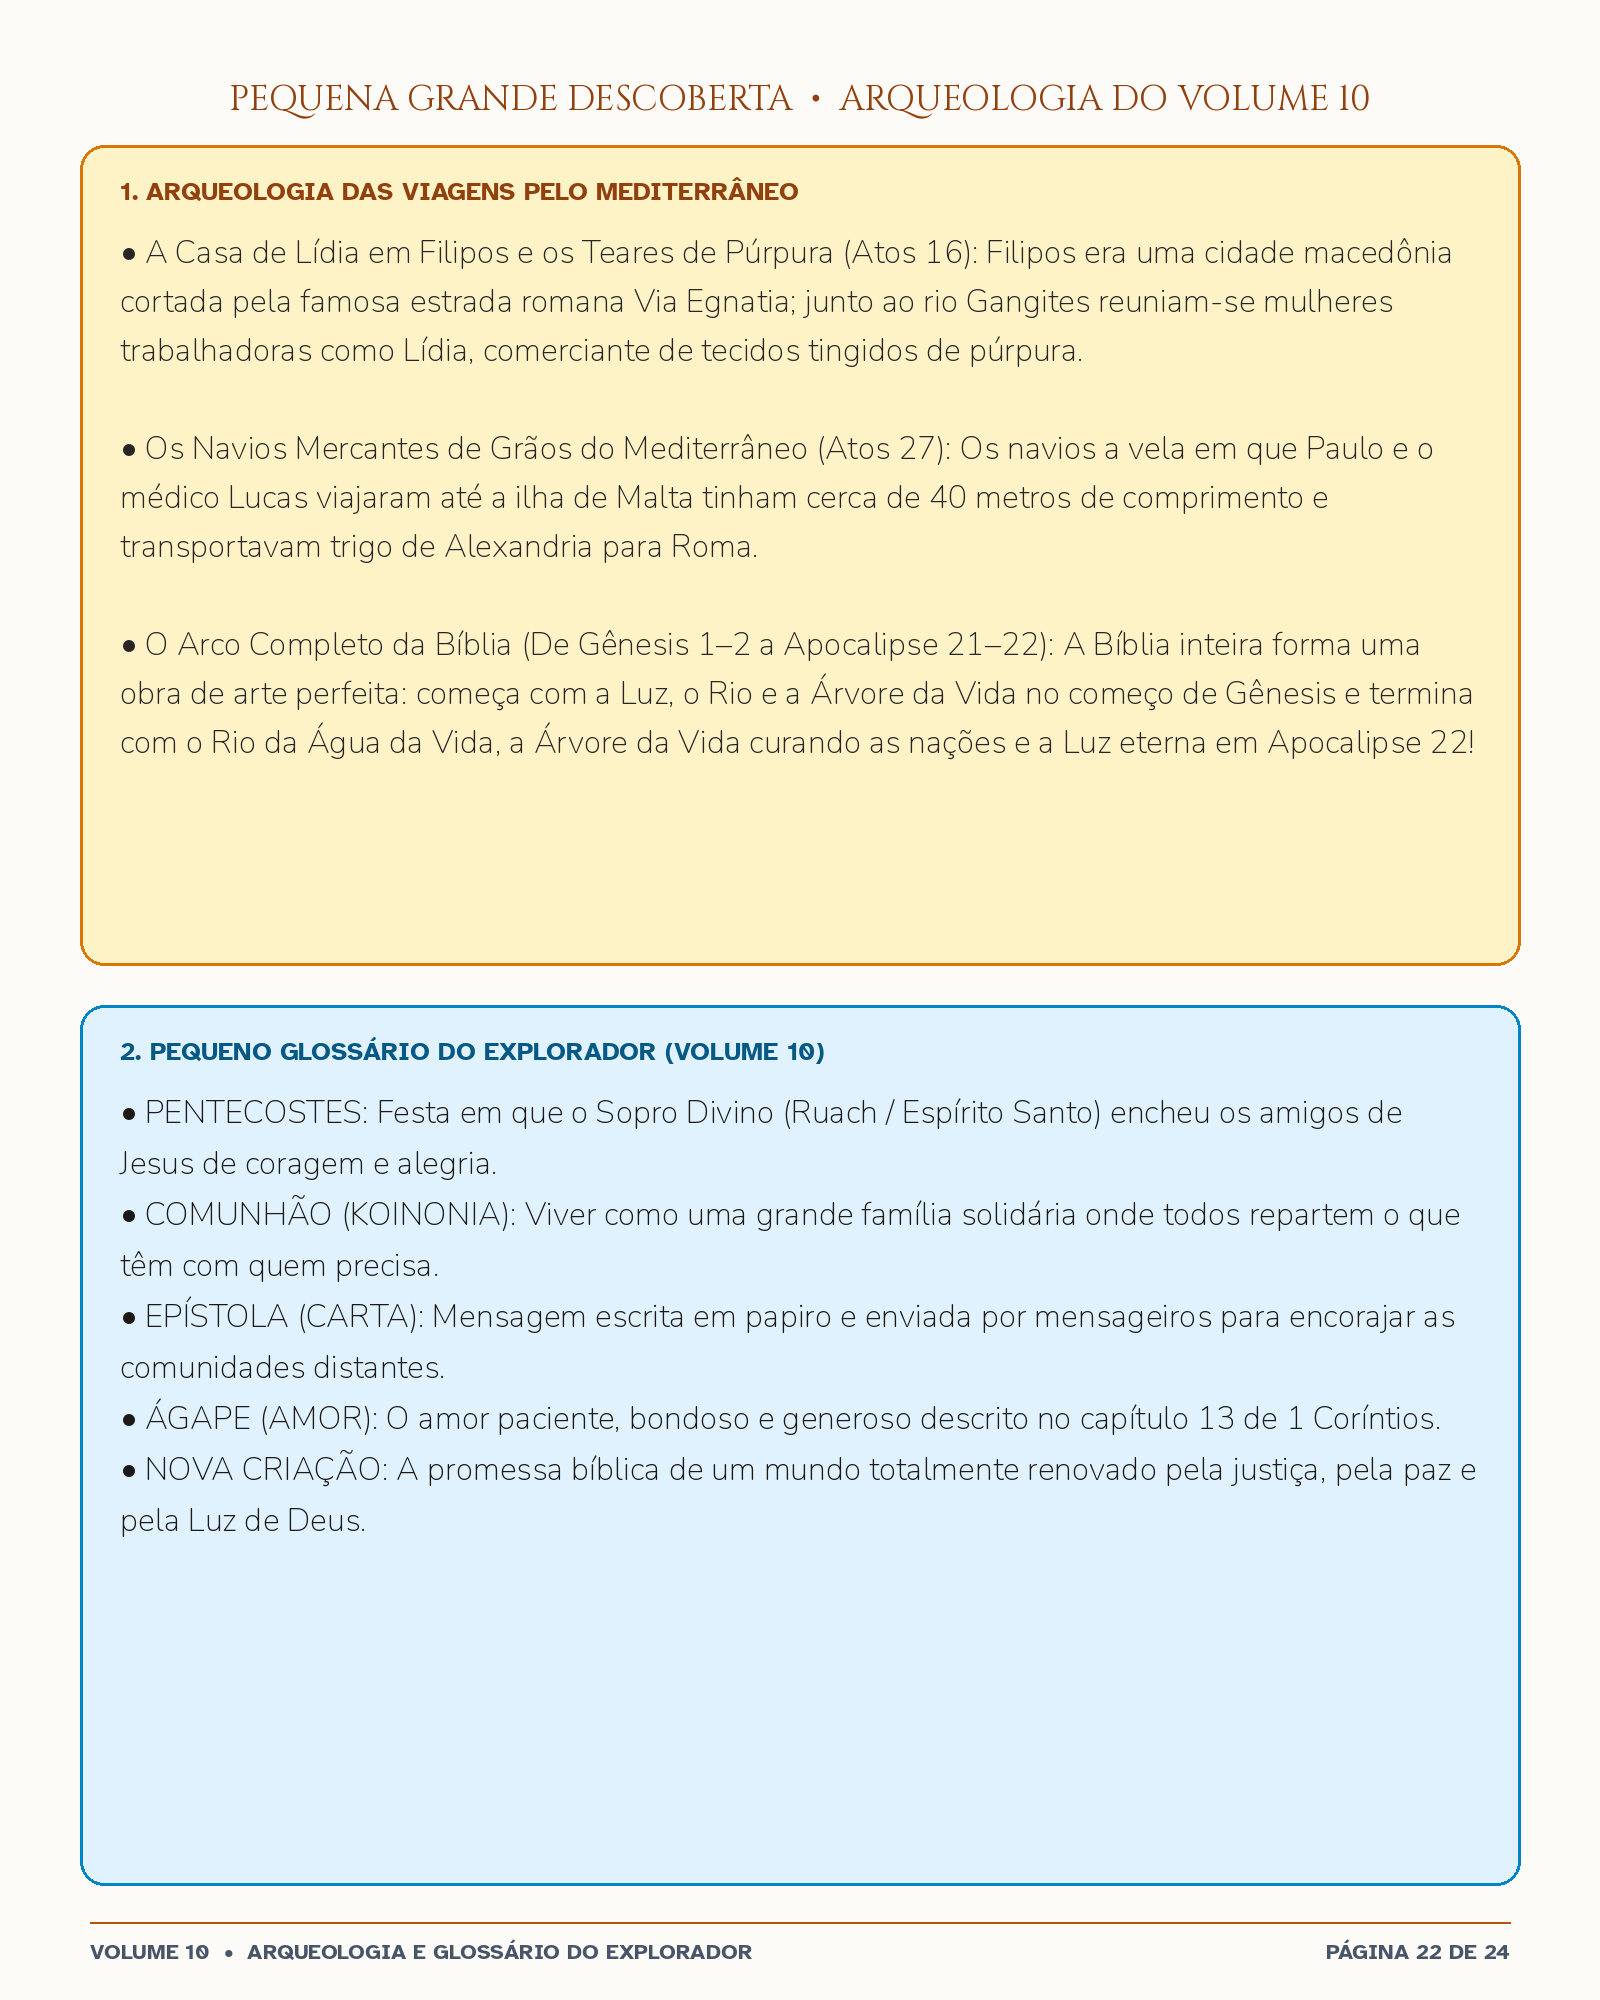 PEQUENA GRANDE DESCOBERTA • ARQUEOLOGIA DO VOLUME 10
1. ARQUEOLOGIA DAS VIAGENS PELO MEDITERRÂNEO
• A Casa de Lídia em Filipos e os Teares de Púrpura (Atos 16): Filipos era uma cidade macedônia
cortada pela famosa estrada romana Via Egnatia; junto ao rio Gangites reuniam-se mulheres
trabalhadoras como Lídia, comerciante de tecidos tingidos de púrpura.
• Os Navios Mercantes de Grãos do Mediterrâneo (Atos 27): Os navios a vela em que Paulo e o
médico Lucas viajaram até a ilha de Malta tinham cerca de 40 metros de comprimento e
transportavam trigo de Alexandria para Roma.
• O Arco Completo da Bíblia (De Gênesis 1–2 a Apocalipse 21–22): A Bíblia inteira forma uma
obra de arte perfeita: começa com a Luz, o Rio e a Árvore da Vida no começo de Gênesis e termina
com o Rio da Água da Vida, a Árvore da Vida curando as nações e a Luz eterna em Apocalipse 22!
2. PEQUENO GLOSSÁRIO DO EXPLORADOR (VOLUME 10)
• PENTECOSTES: Festa em que o Sopro Divino (Ruach / Espírito Santo) encheu os amigos de
Jesus de coragem e alegria.
• COMUNHÃO (KOINONIA): Viver como uma grande família solidária onde todos repartem o que
têm com quem precisa.
• EPÍSTOLA (CARTA): Mensagem escrita em papiro e enviada por mensageiros para encorajar as
comunidades distantes.
• ÁGAPE (AMOR): O amor paciente, bondoso e generoso descrito no capítulo 13 de 1 Coríntios.
• NOVA CRIAÇÃO: A promessa bíblica de um mundo totalmente renovado pela justiça, pela paz e
pela Luz de Deus.
VOLUME 10 • ARQUEOLOGIA E GLOSSÁRIO DO EXPLORADOR
PÁGINA 22 DE 24